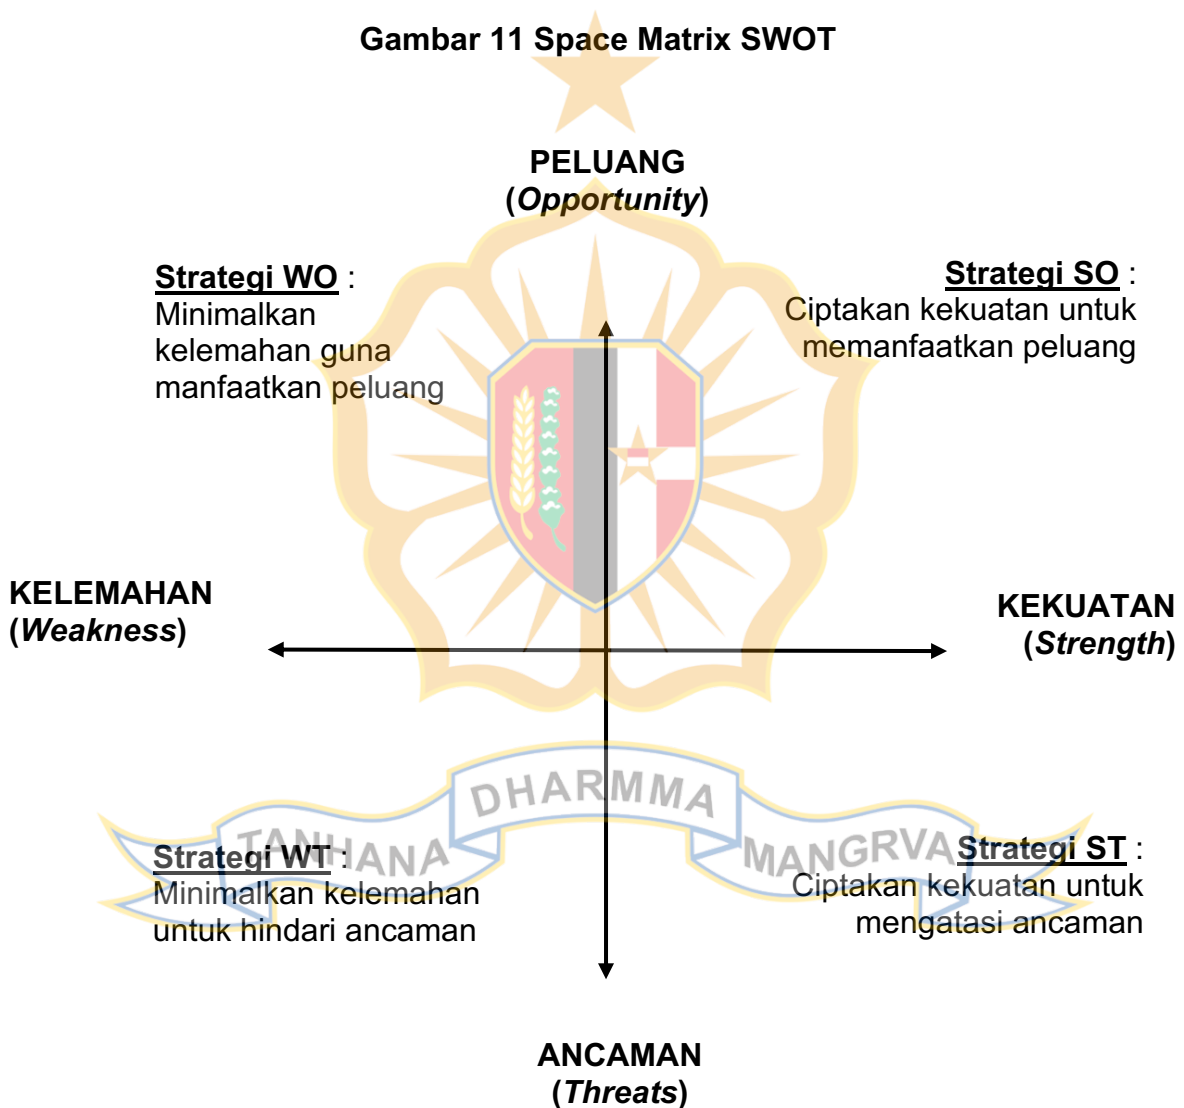 Gambar 11 Space Matrix SWOT
PELUANG
(Opportunity)
Strategi WO :
Minimalkan
kelemahan guna
manfaatkan peluang
Strategi SO :
Ciptakan kekuatan untuk
memanfaatkan peluang
KELEMAHAN
(Weakness)
KEKUATAN
(Strength)
TANHANA DHARMMA MANGRVA
Strategi WT :
Minimalkan kelemahan
untuk hindari ancaman
Strategi ST :
Ciptakan kekuatan untuk
mengatasi ancaman
ANCAMAN
(Threats)